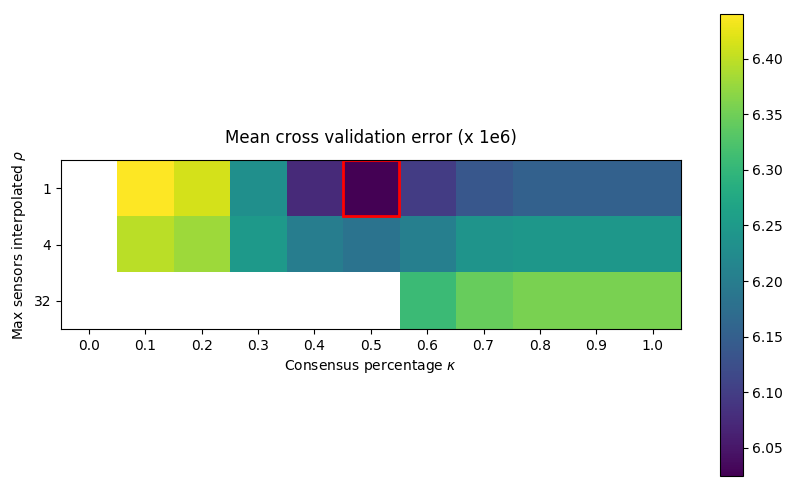 Mean cross validation error (x 1e6)
Max sensors interpolated ρ
1
4
32
0.0 0.1 0.2 0.3 0.4 0.5 0.6 0.7 0.8 0.9 1.0
Consensus percentage κ
6.40
6.35
6.30
6.25
6.20
6.15
6.10
6.05